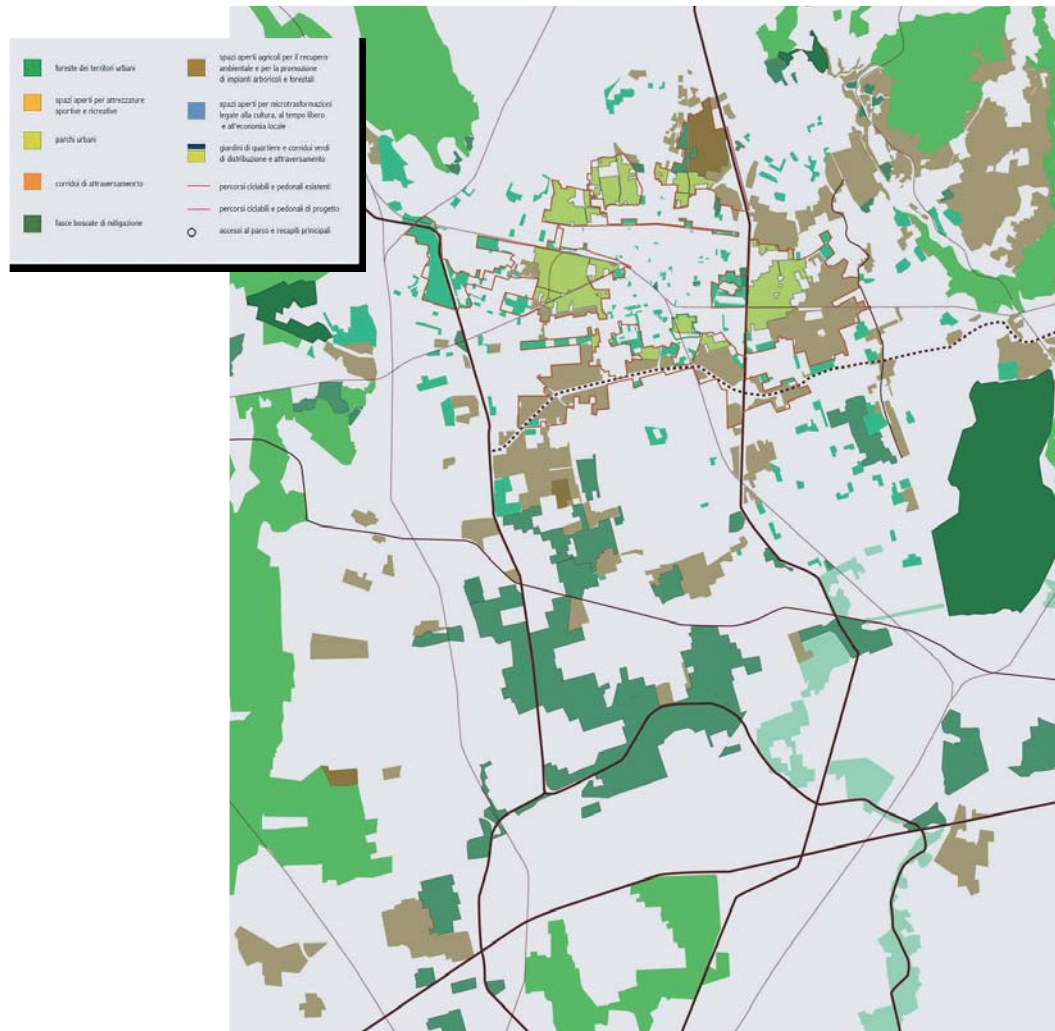 foreste dei territori urbani
spazi aperti per attrezzature
sportive e ricreative
parchi urbani
corridoi di attraversamenrto
fasce boscate di mitigazione
spazi aperti agricoli per il recupero
ambientale e per la promozione
di impianti arboricoli e forestali
spazi aperti per microtrasformazioni
legate alla cultura, al tempo libero
e all'economia locale
giardini di quartiere e corridoi verdi
di distribuzione e attraversamento
percorsi ciclabili e pedonali esistenti
percorsi ciclabili e pedonali di progetto
accessi al parco e recapiti prinicipali